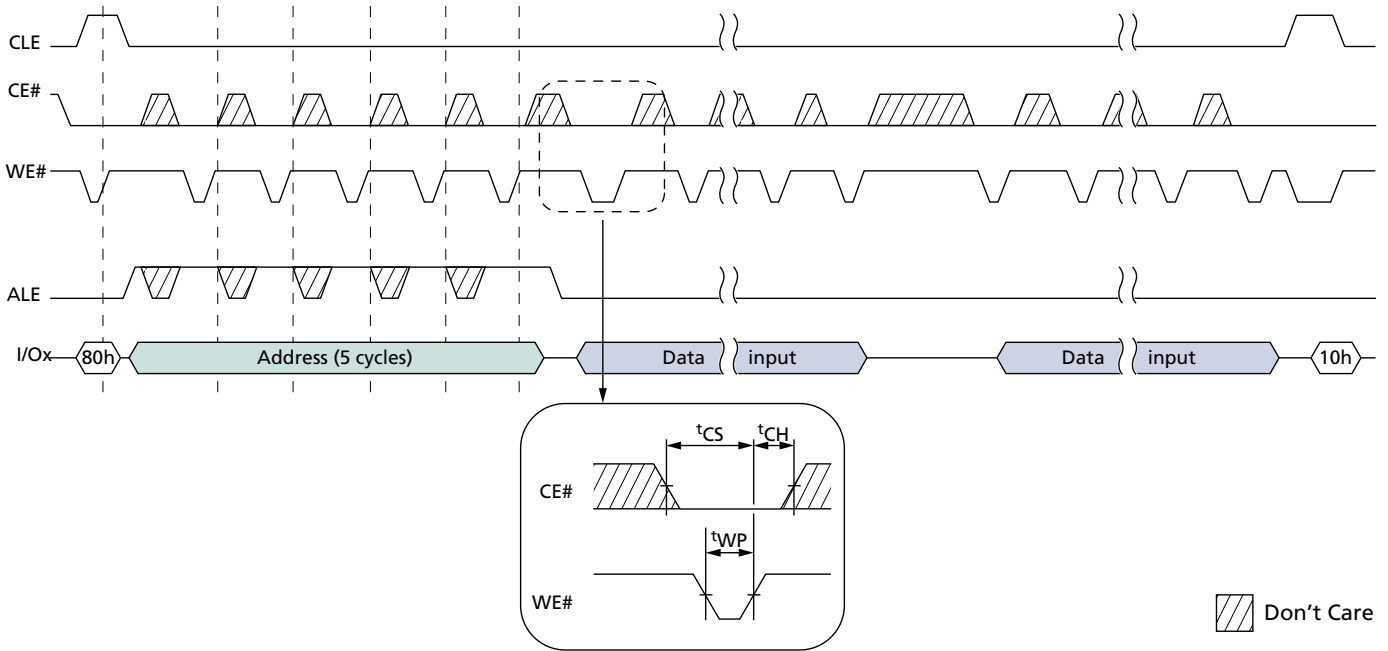 CLE
CE#
WE#
ALE
I/Ox
80h
Address (5 cycles)
Data input
Data input
10h
tCS
tCH
CE#
tWP
WE#
Don't Care